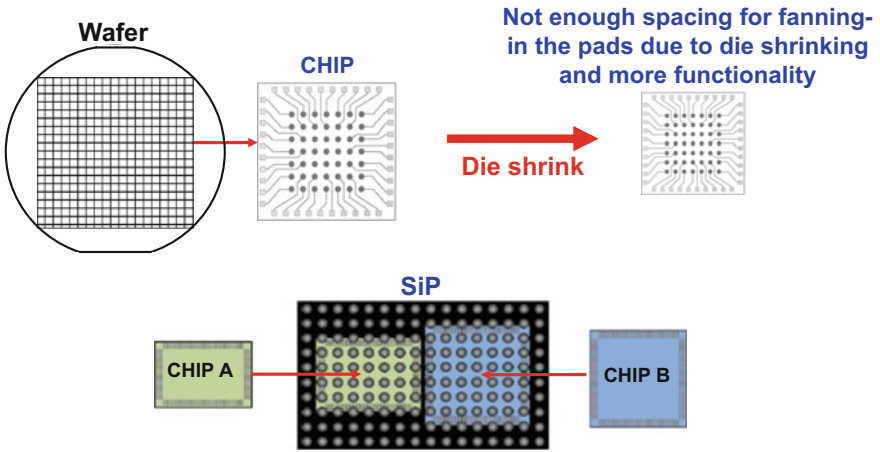 Wafer
CHIP
Not enough spacing for fanning-
in the pads due to die shrinking
and more functionality
Die shrink
SiP
CHIP A
CHIP B